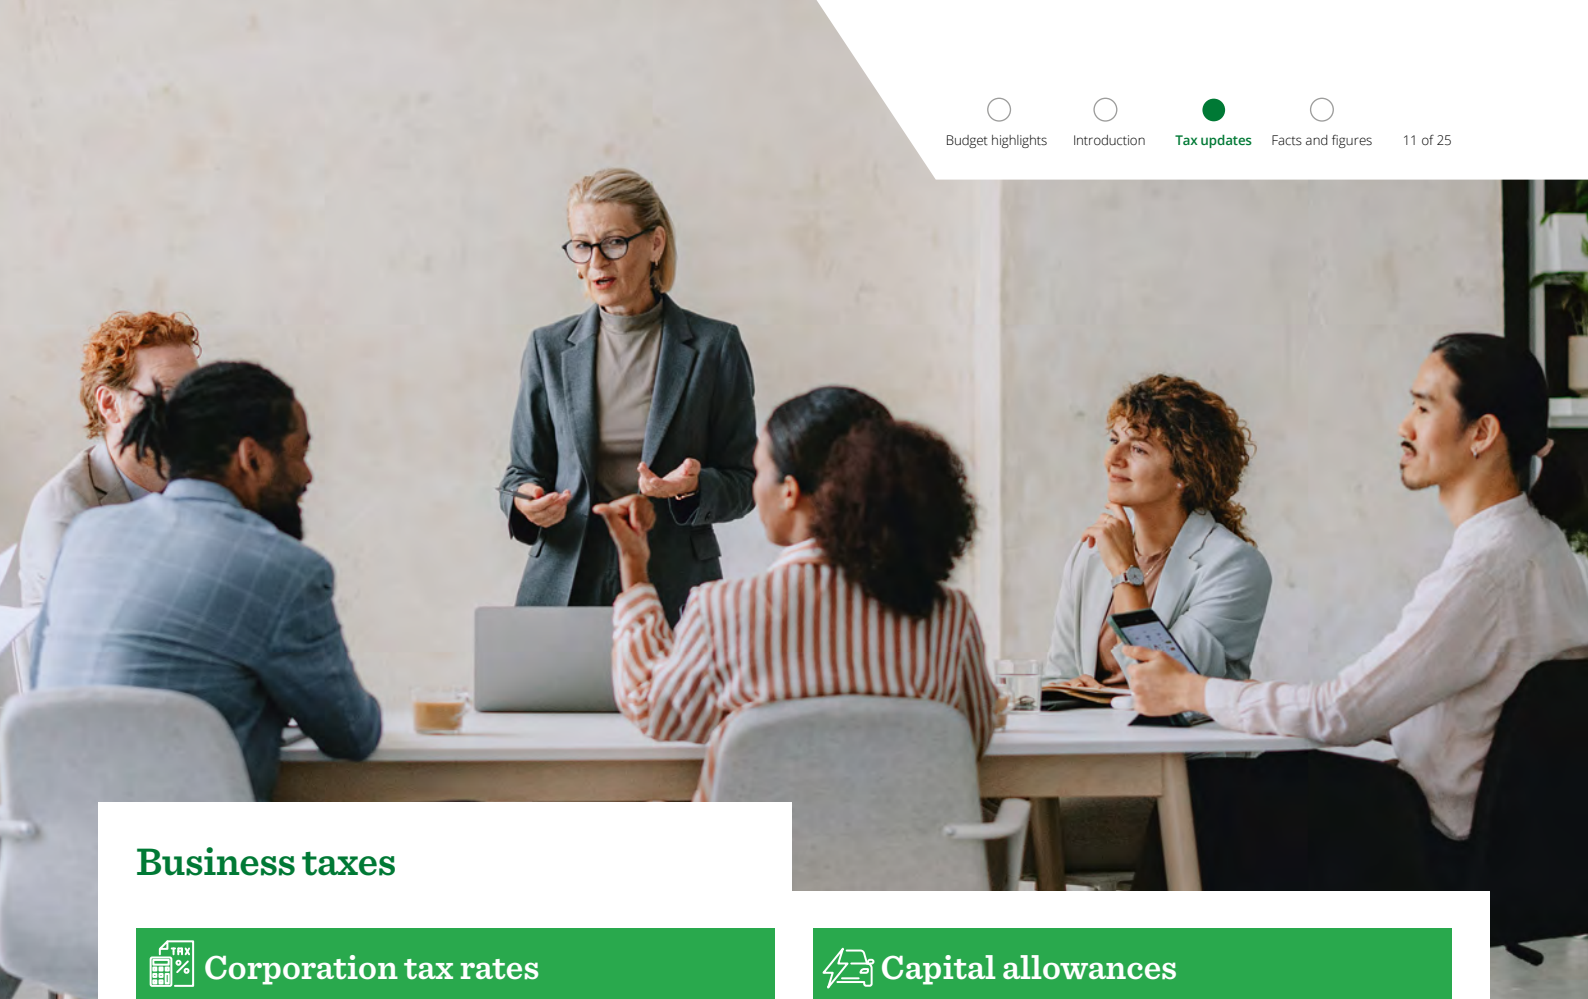 Budget highlights
Introduction
Tax updates
Facts and figures
11 of 25
Business taxes
TAX
%
Corporation tax rates
Capital allowances